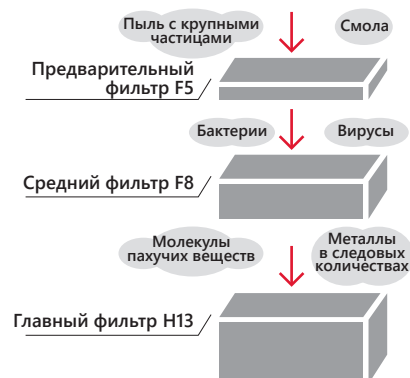 Пыль с крупными
частицами
Смола
Предварительный
фильтр F5
Бактерии
Вирусы
Средний фильтр F8
Молекулы
пахучих веществ
Металлы
в следовых
количествах
Главный фильтр H13